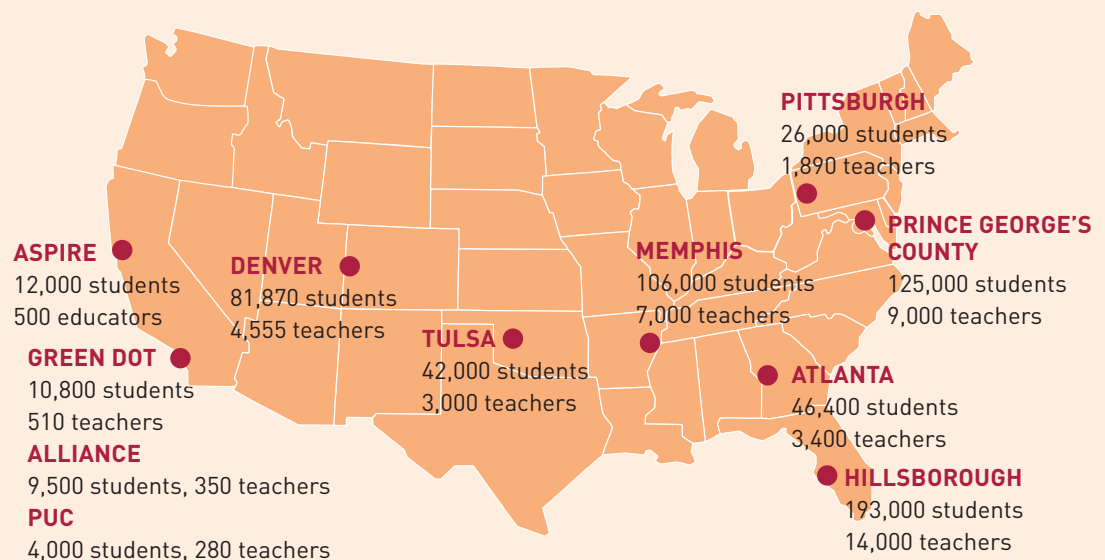 PITTSBURGH
26,000 students
1,890 teachers
PRINCE GEORGE'S
COUNTY
125,000 students
9,000 teachers
ASPIRE
12,000 students
500 educators
DENVER
81,870 students
4,555 teachers
MEMPHIS
106,000 students
7,000 teachers
TULSA
42,000 students
3,000 teachers
GREEN DOT
10,800 students
510 teachers
ATLANTA
46,400 students
3,400 teachers
ALLIANCE
9,500 students, 350 teachers
PUC
4,000 students, 280 teachers
HILLSBOROUGH
193,000 students
14,000 teachers